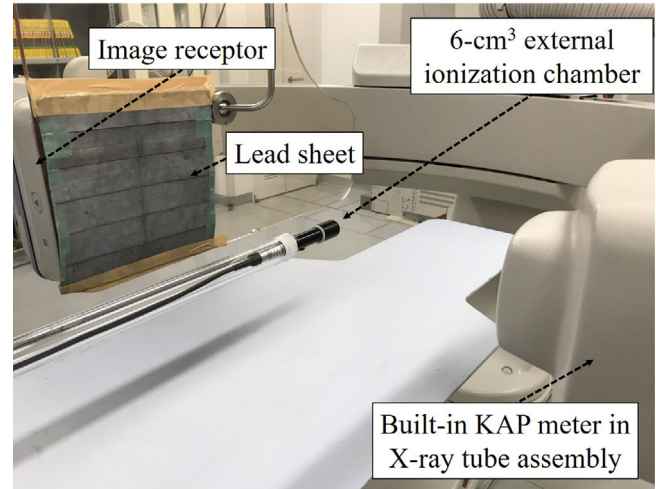 Image receptor
6-cm³ external
ionization chamber
Lead sheet
Built-in KAP meter in
X-ray tube assembly